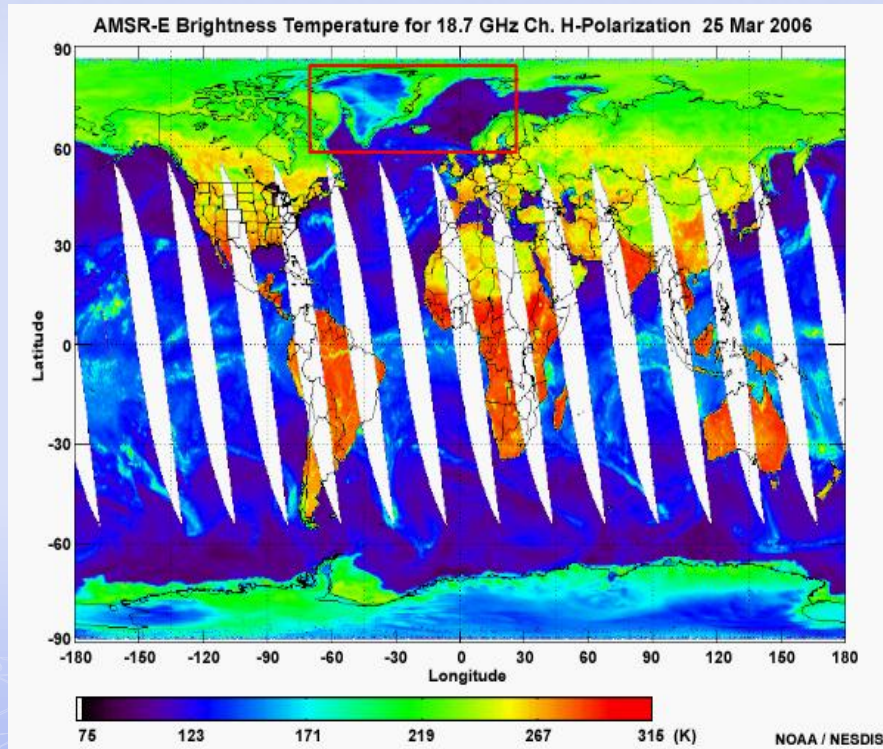 AMSR-E Brightness Temperature for 18.7 GHz Ch. H-Polarization 25 Mar 2006
90
60
30
0
-30
-60
-90
Latitude
-180 -120 -90 -60 -30 0 30 60 90 120 150 180
Longitude
75 123 171 219 267 315 (K)
NOAA / NESDIS